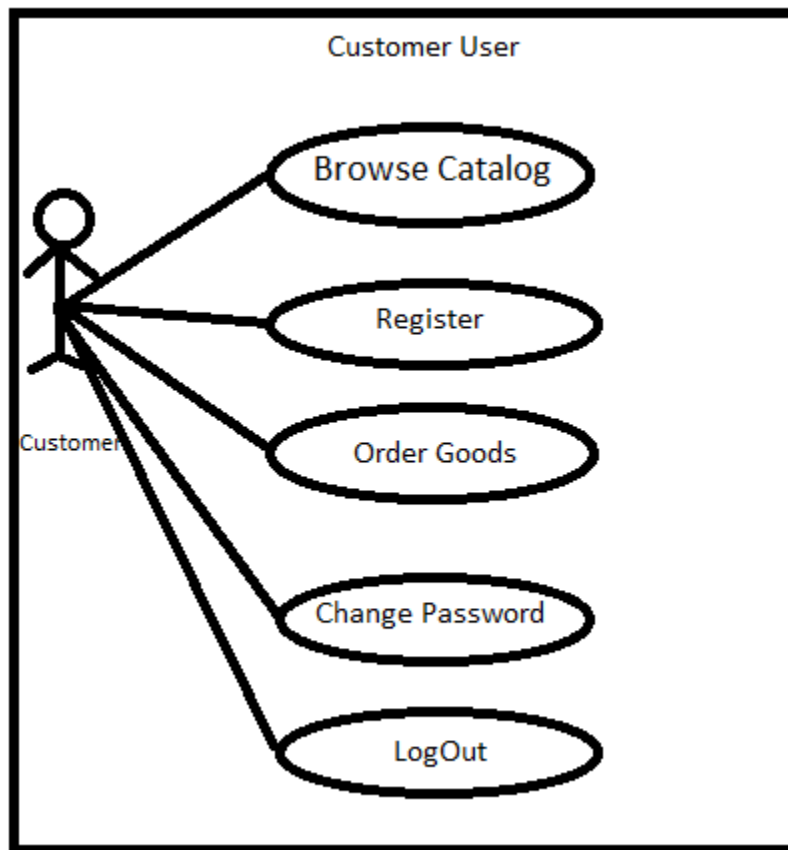 Customer User
Browse Catalog
Register
Order Goods
Customer
Change Password
LogOut